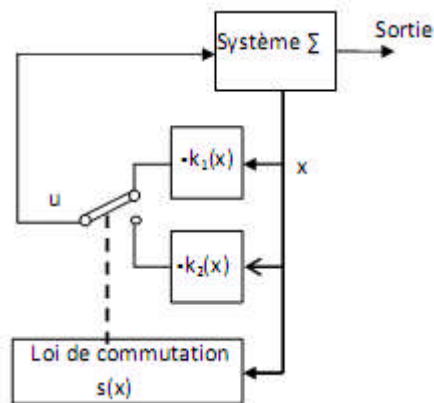 Système ∑
Sortie
-k₁(x)
x
u
-k₂(x)
Loi de commutation
s(x)